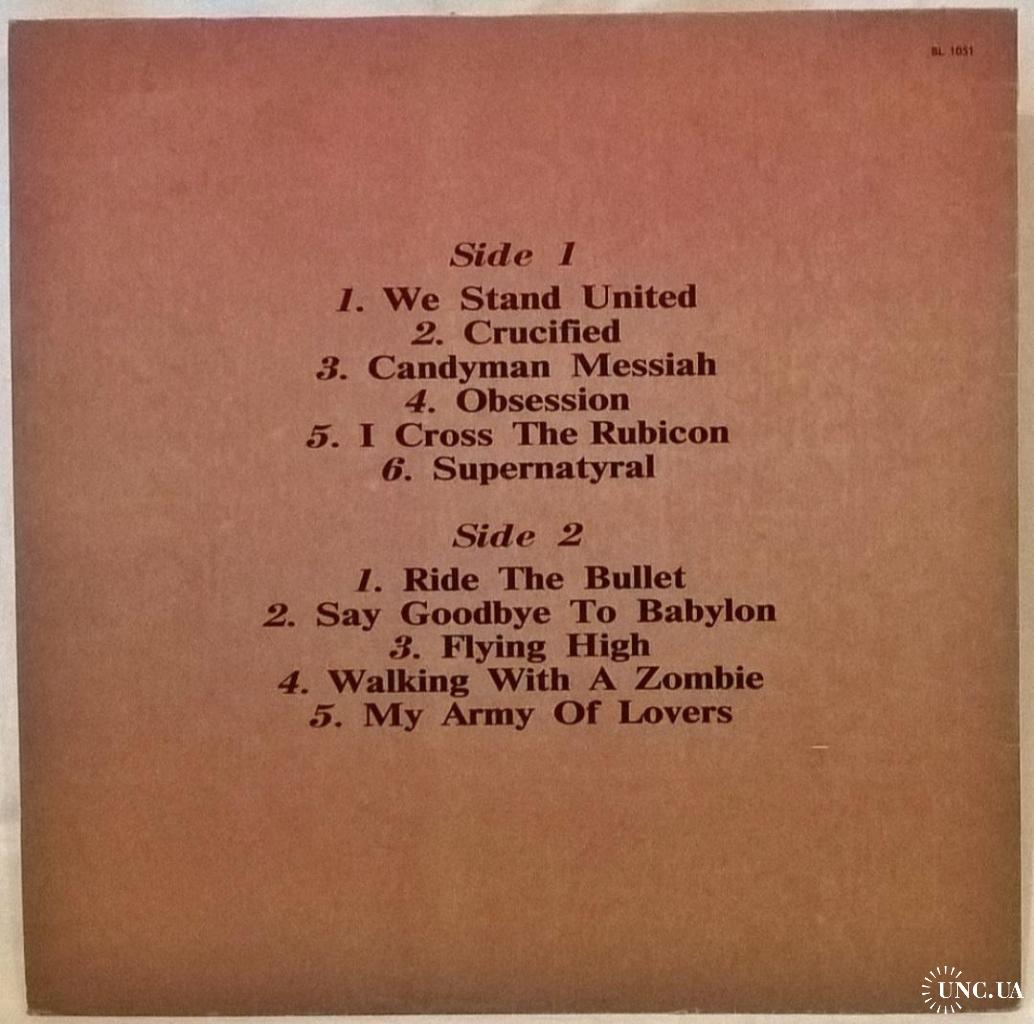 BL 1051
Side 1
1. We Stand United
2. Crucified
3. Candyman Messiah
4. Obsession
5. I Cross The Rubicon
6. Supernatyral
Side 2
1. Ride The Bullet
2. Say Goodbye To Babylon
3. Flying High
4. Walking With A Zombie
5. My Army Of Lovers
UNC.UA